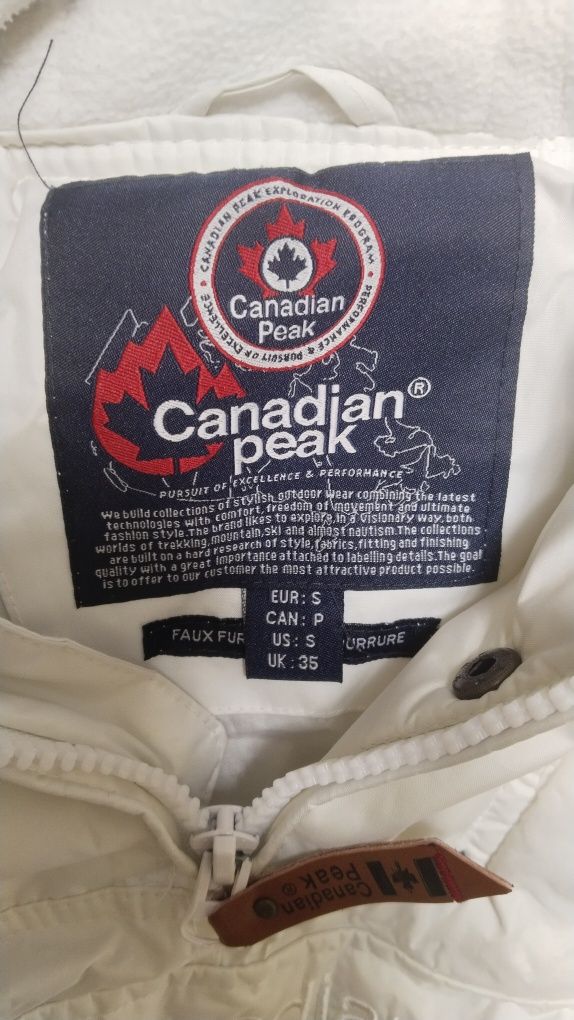 CANADIAN PEAK EXPLORATION PROGRAM
PERFORMANCE & PURSUIT OF EXCELLENCE
Canadian
Peak
Canadian®
peak
PURSUIT OF EXCELLENCE & PERFORMANCE
We build collections of stylish outdoor wear combining the latest
technologies with comfort, freedom of movement and ultimate
fashion style.The brand likes to explore,in a visionary way,both
worlds of trekking,mountain,ski and almost nautism.The collections
are built on a hard research of style,fabrics,fitting and finishing
quality with a great importance attached to labelling details.The goal
is to offer to our customer the most attractive product possible.
EUR: S
CAN: P
US: S
UK: 35
FAUX FUR
URRURE
Canadian
Peak®